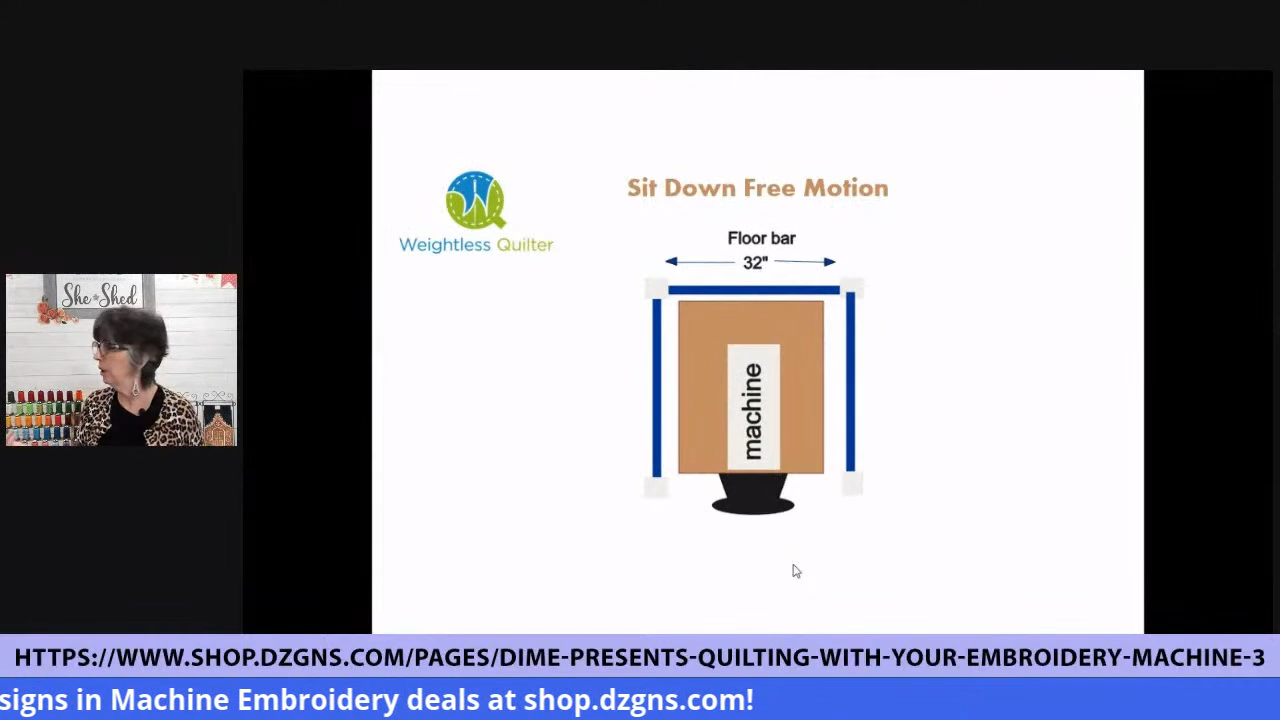 She Shed
Weightless Quilter
Sit Down Free Motion
Floor bar
32"
machine
HTTPS://WWW.SHOP.DZGNS.COM/PAGES/DIME-PRESENTS-QUILTING-WITH-YOUR-EMBROIDERY-MACHINE-3
signs in Machine Embroidery deals at shop.dzgns.com!